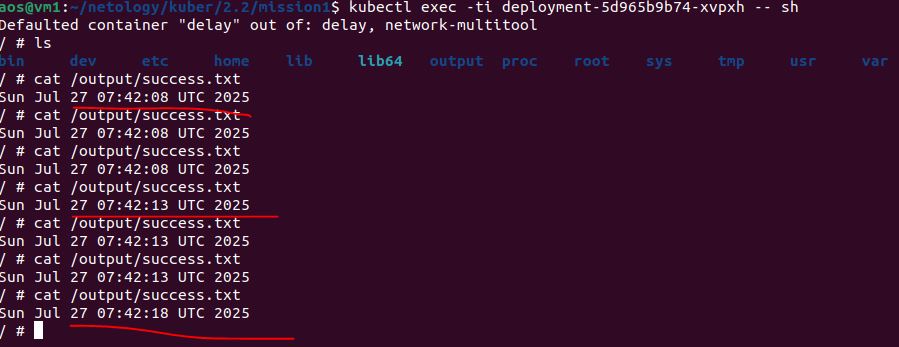 aos@vm1:~/netology/kuber/2.2/mission1$ kubectl exec -ti deployment-5d965b9b74-xvpxh -- sh
Defaulted container "delay" out of: delay, network-multitool
/ # ls
bin dev etc home lib lib64 output proc root sys tmp usr var
/ # cat /output/success.txt
Sun Jul 27 07:42:08 UTC 2025
/ # cat /output/success.txt
Sun Jul 27 07:42:08 UTC 2025
/ # cat /output/success.txt
Sun Jul 27 07:42:08 UTC 2025
/ # cat /output/success.txt
Sun Jul 27 07:42:13 UTC 2025
/ # cat /output/success.txt
Sun Jul 27 07:42:13 UTC 2025
/ # cat /output/success.txt
Sun Jul 27 07:42:13 UTC 2025
/ # cat /output/success.txt
Sun Jul 27 07:42:18 UTC 2025
/ #